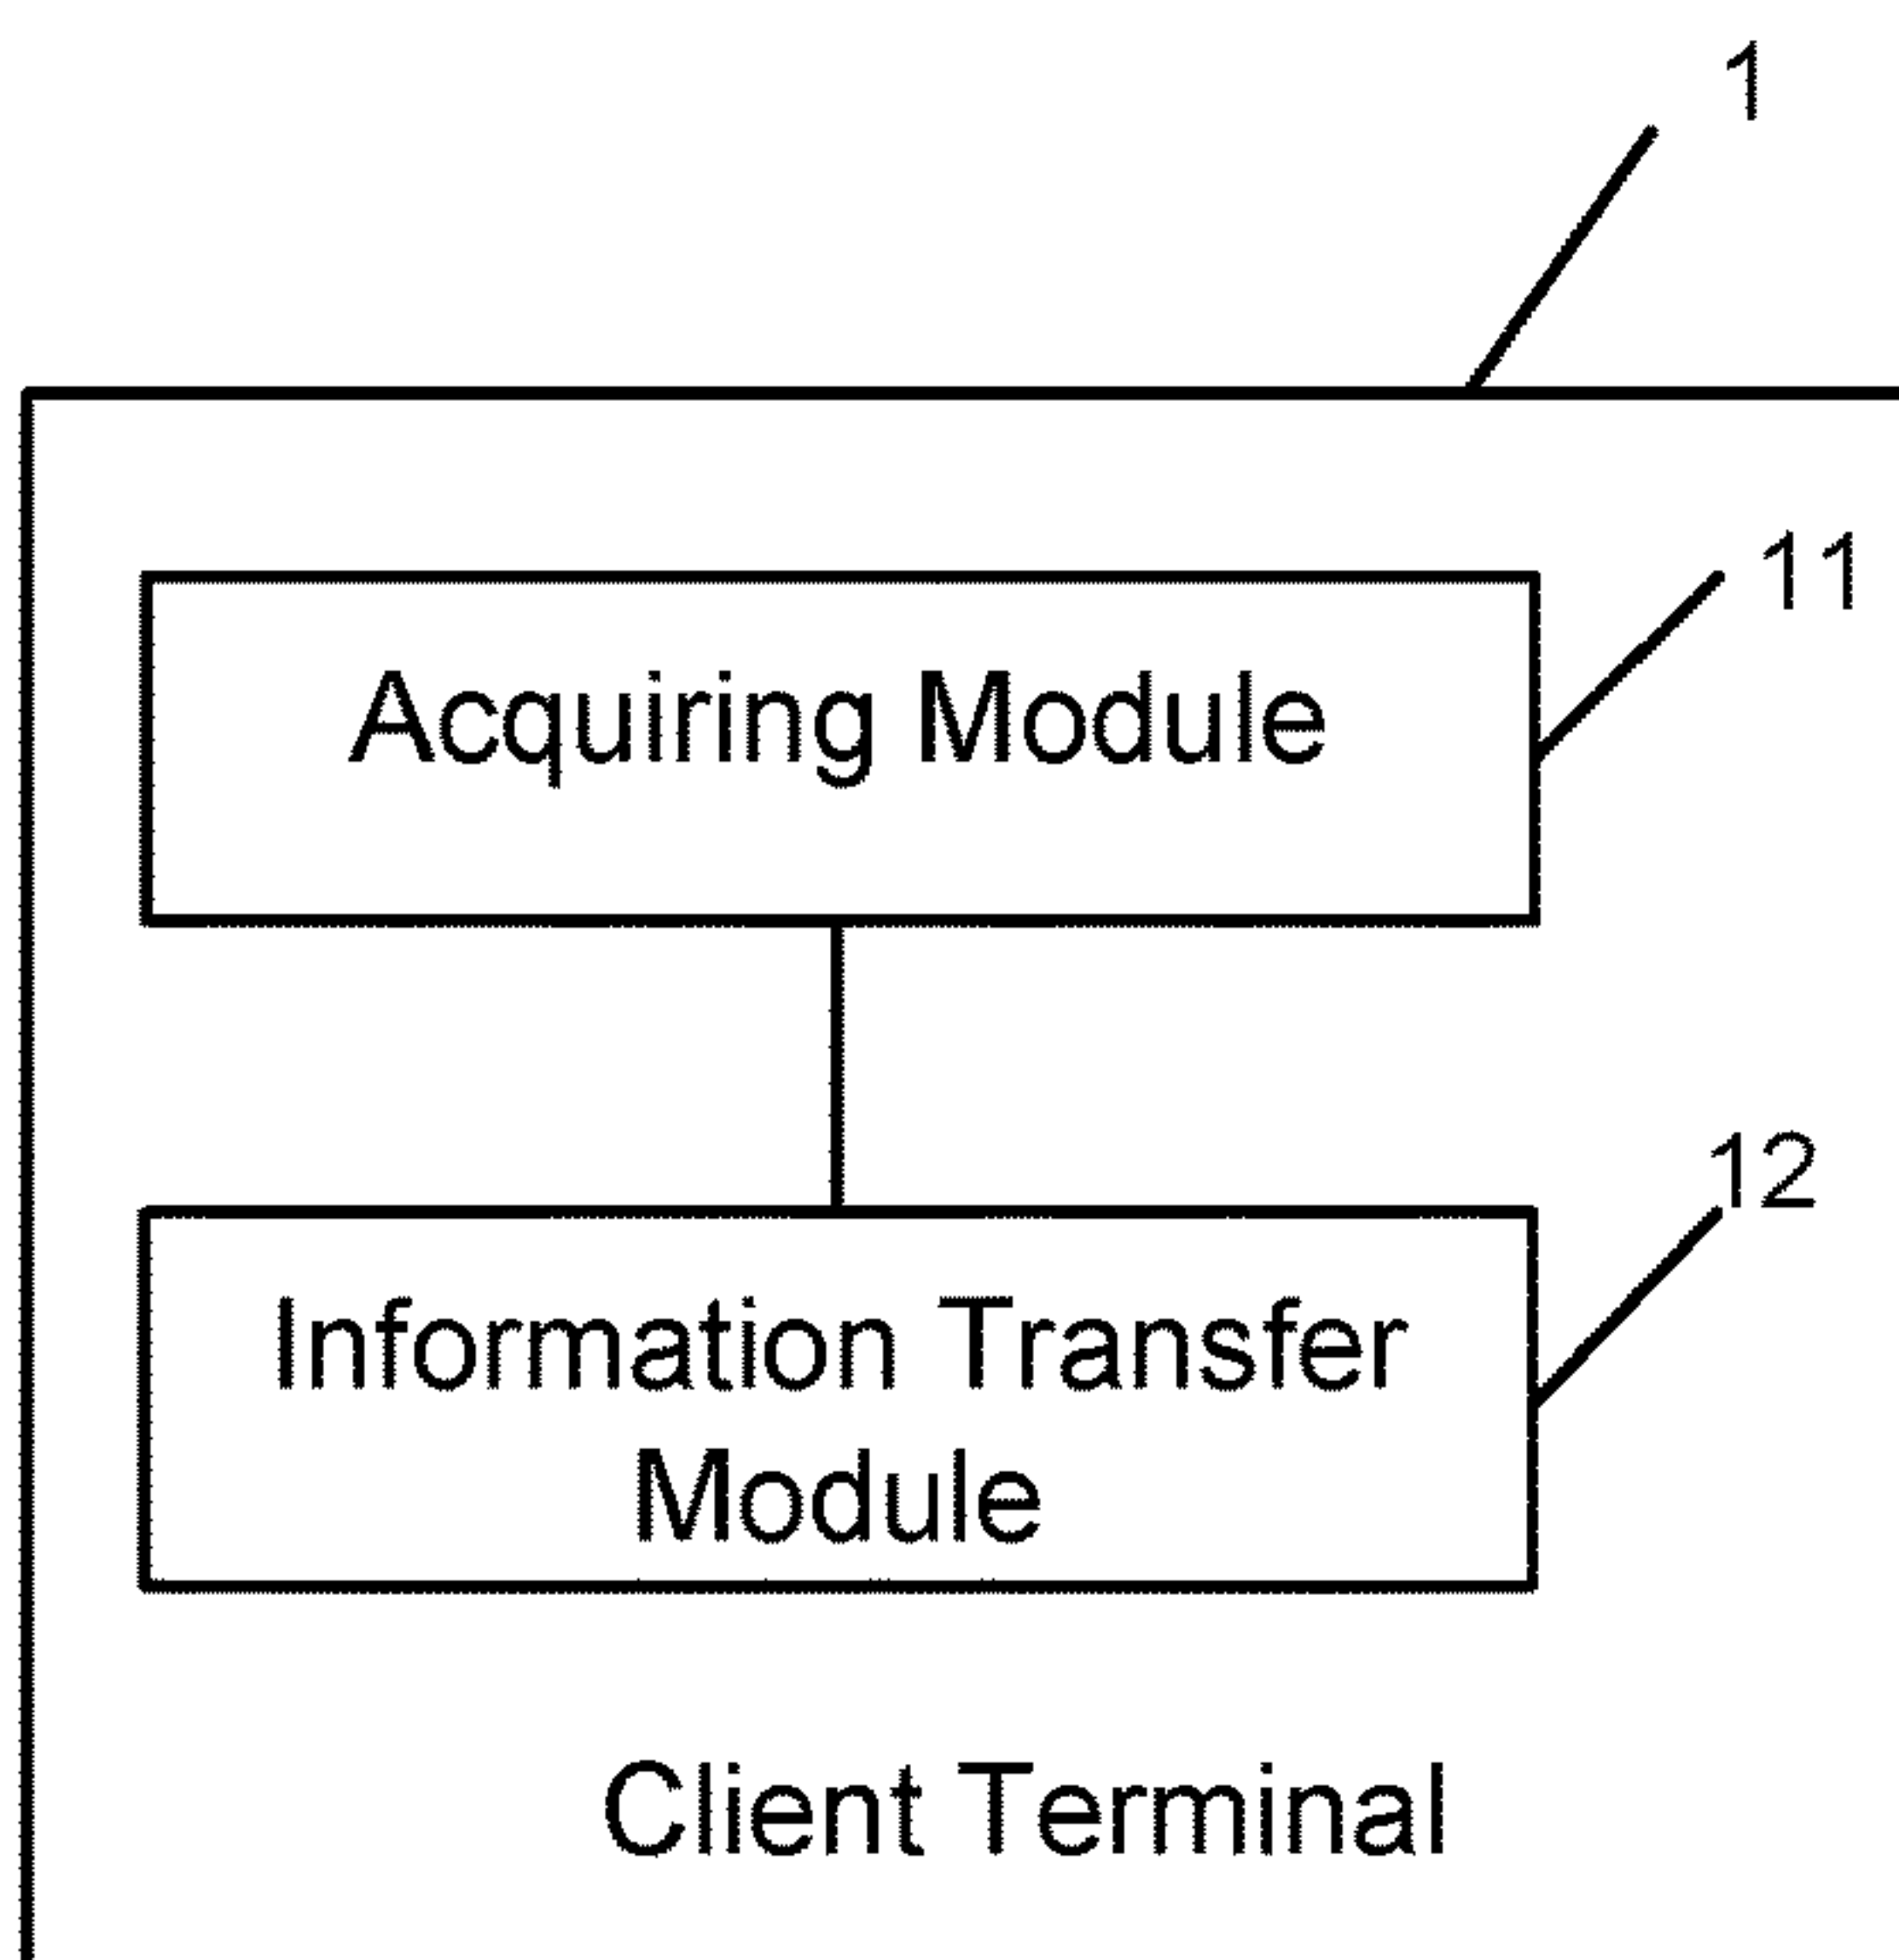 1
11
Acquiring Module
12
Information Transfer
Module
Client Terminal